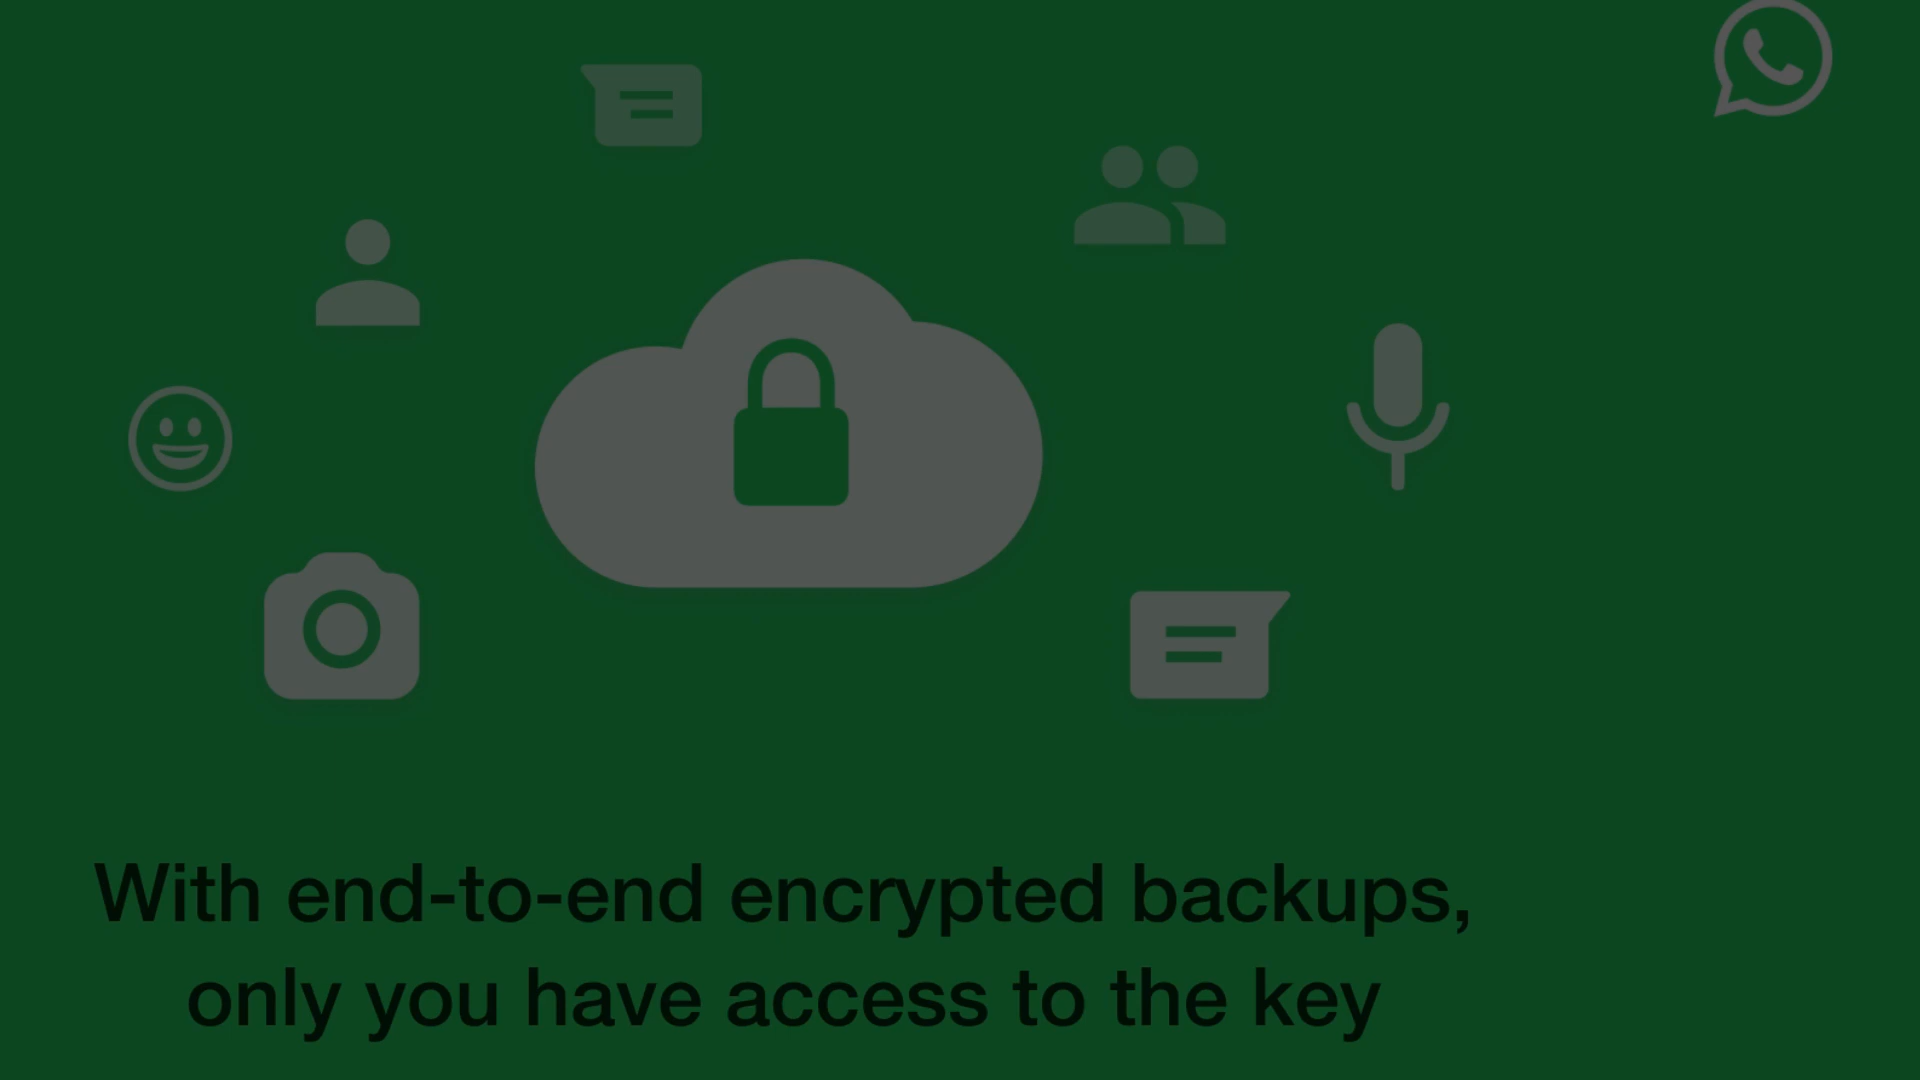 With end-to-end encrypted backups,
only you have access to the key